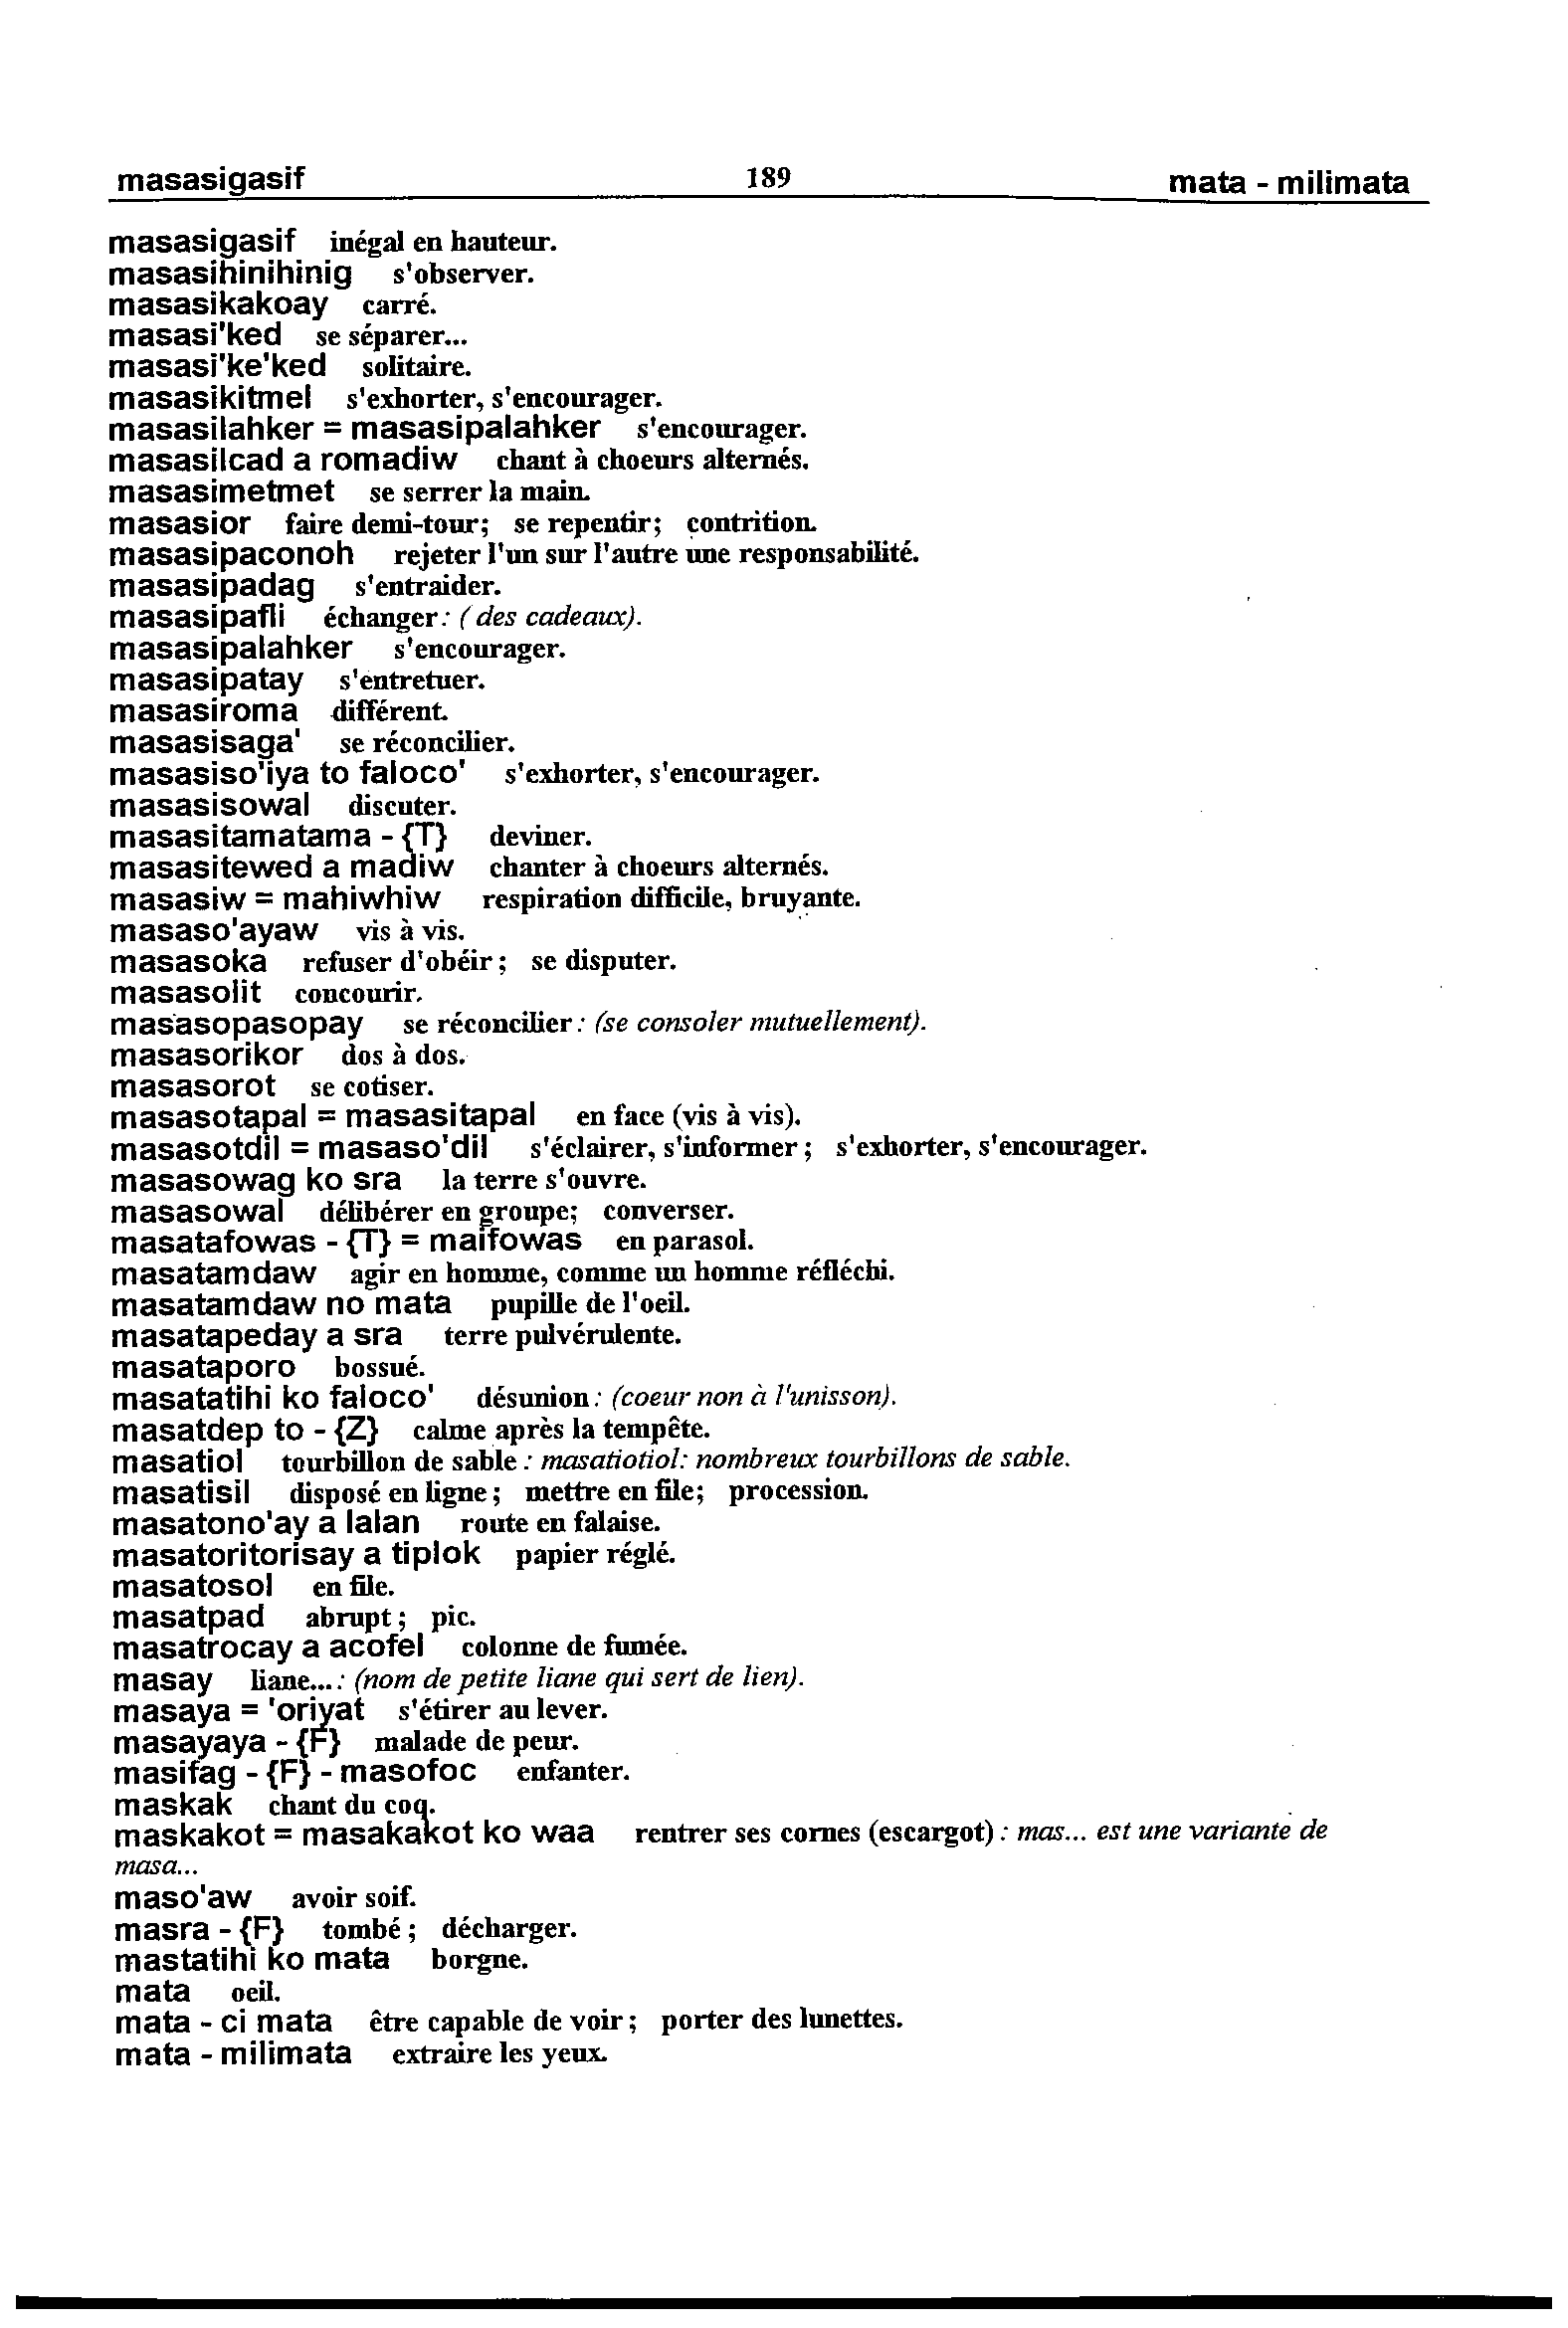 masasigasif 189 mata - milimata
masasigasif inégal en hauteur.
masasihinihinig s'observer.
masasikakoay carré.
masasi'ked se séparer...
masasi'ke'ked solitaire.
masasikitmel s'exhorter, s'encourager.
masasilahker = masasipalahker s'encourager.
masasilcad a romadiw chant à choeurs alternés.
masasimetmet se serrer la main.
masasior faire demi-tour; se repentir; contrition.
masasipaconoh rejeter l'un sur l'autre une responsabilité.
masasipadag s'entraider.
masasipafli échanger: ( des cadeaux).
masasipalahker s'encourager.
masasipatay s'entretuer.
masasiroma différent.
masasisaga' se réconcilier.
masasiso'iya to faloco' s'exhorter, s'encourager.
masasisowal discuter.
masasitamatama - {T} deviner.
masasitewed a madiw chanter à choeurs alternés.
masasiw = mahiwhiw respiration difficile, bruyante.
masaso'ayaw vis à vis.
masasoka refuser d'obéir ; se disputer.
masasolit concourir.
masasopasopay se réconcilier : (se consoler mutuellement).
masasorikor dos à dos.
masasorot se cotiser.
masasotapal = masasitapal en face (vis à vis).
masasotdil = masaso'dil s'éclairer, s'informer ; s'exhorter, s'encourager.
masasowag ko sra la terre s'ouvre.
masasowal délibérer en groupe; converser.
masatafowas - {T} = maifowas en parasol.
masatamdaw agir en homme, comme un homme réfléchi.
masatamdaw no mata pupille de l'oeil.
masatapeday a sra terre pulvérulente.
masataporo bossué.
masatatihi ko faloco' désunion : (coeur non à l'unisson).
masatdep to - {Z} calme après la tempête.
masatiol tourbillon de sable : masatiotiol: nombreux tourbillons de sable.
masatisil disposé en ligne ; mettre en file; procession.
masatono'ay a lalan route en falaise.
masatoritorisay a tiplok papier réglé.
masatosol en file.
masatpad abrupt ; pic.
masatrocay a acofel colonne de fumée.
masay liane... : (nom de petite liane qui sert de lien).
masaya = 'oriyat s'étirer au lever.
masayaya - {F} malade de peur.
masifag - {F} - masofoc enfanter.
maskak chant du coq.
maskakot = masakakot ko waa rentrer ses cornes (escargot) : mas... est une variante de
masa...
maso'aw avoir soif.
masra - {F} tombé ; décharger.
mastatihi ko mata borgne.
mata oeil.
mata - ci mata être capable de voir ; porter des lunettes.
mata - milimata extraire les yeux.